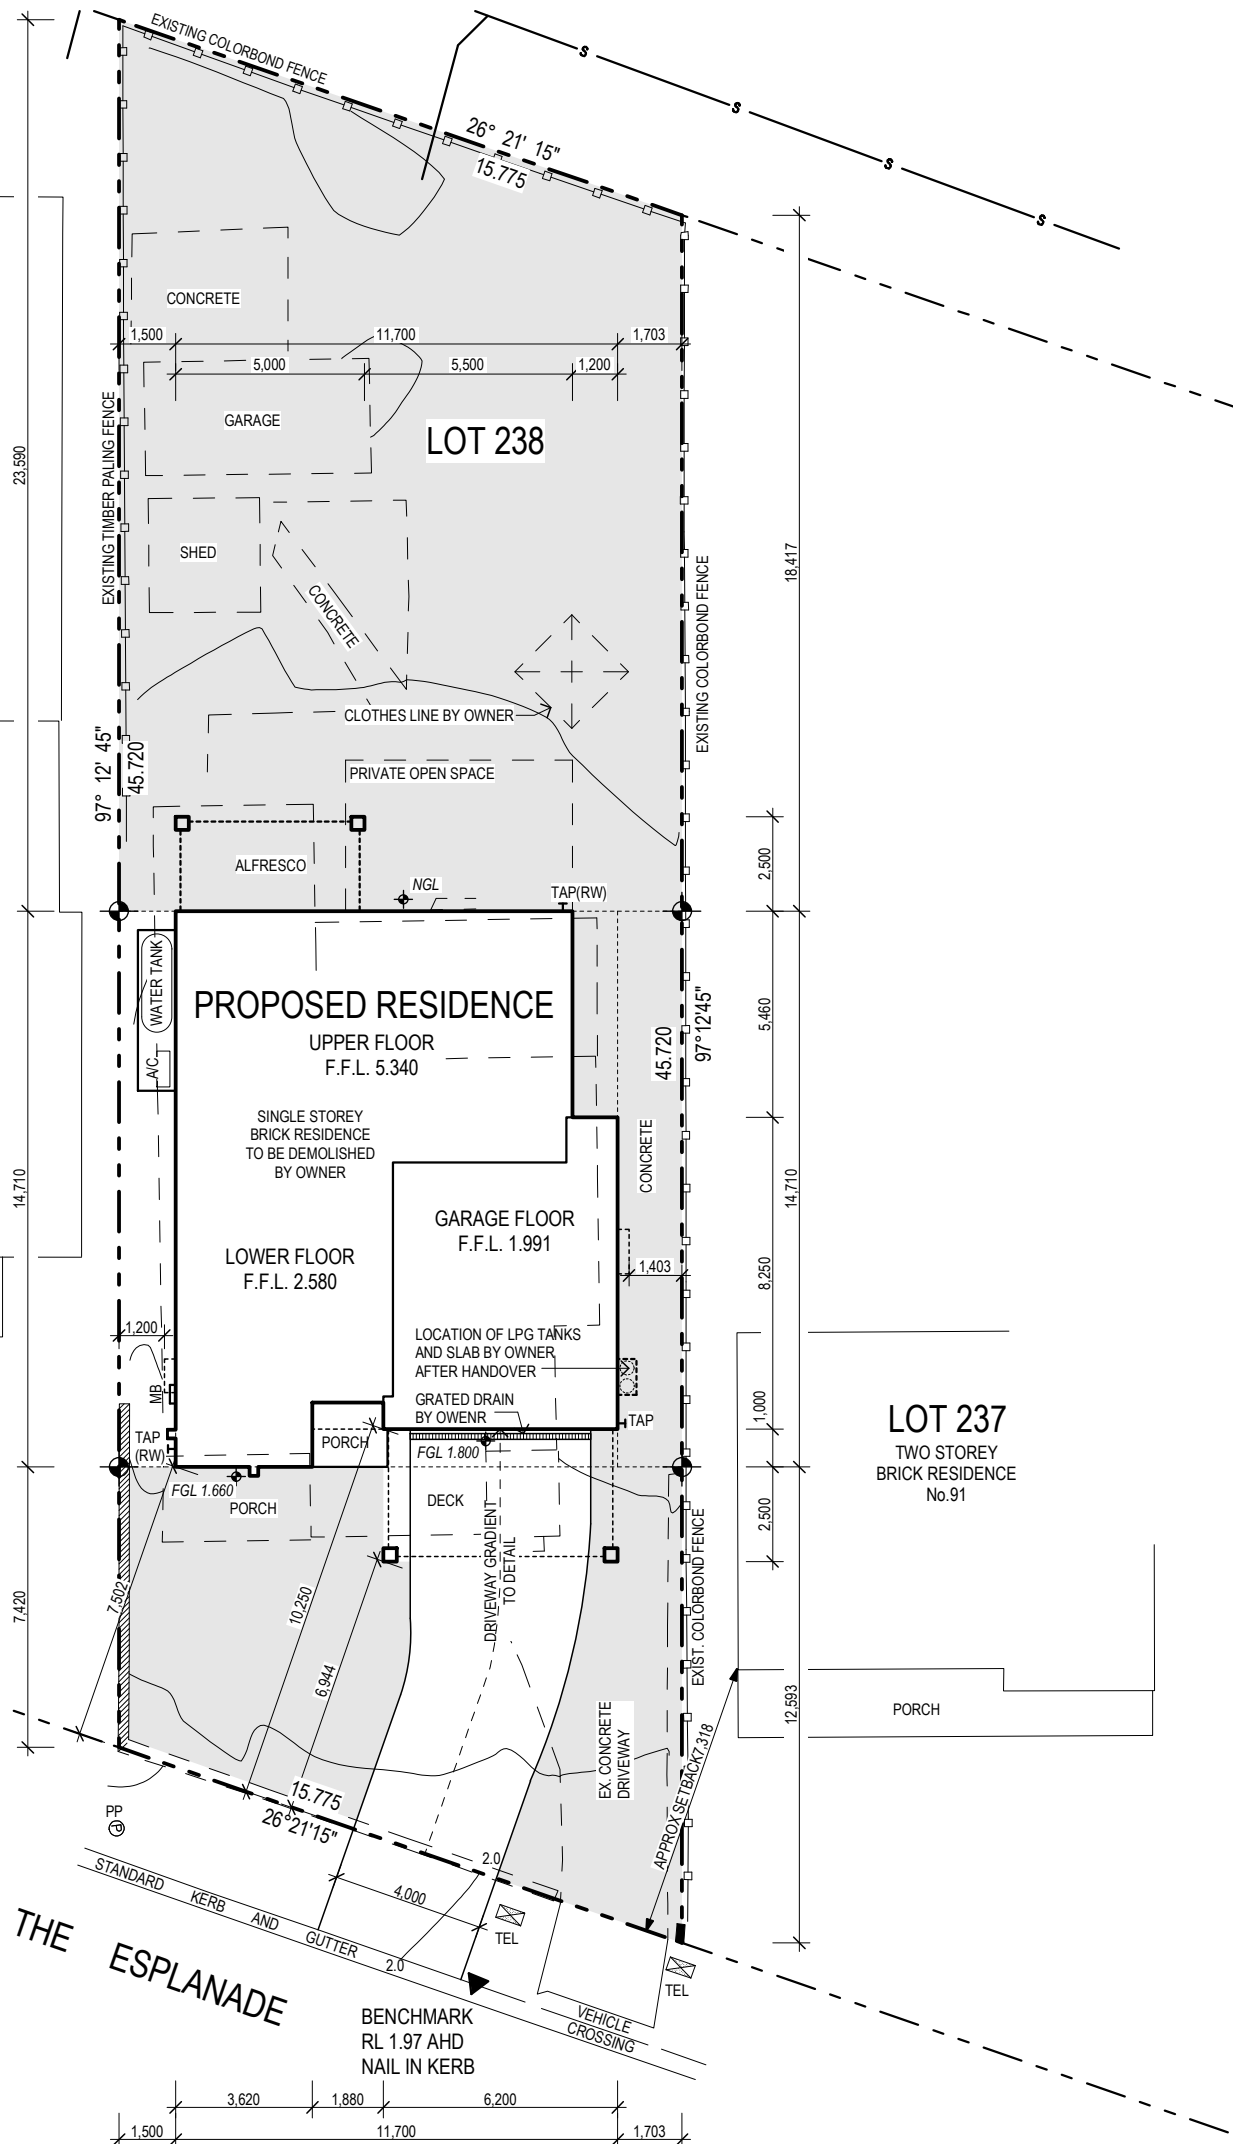 EXISTING COLORBOND FENCE
S
S
S
S
26° 21' 15"
15.775
CONCRETE
1,500
11,700
1,703
5,000
5,500
1,200
GARAGE
LOT 238
EXISTING TIMBER PALING FENCE
23,590
SHED
CONCRETE
18,417
EXISTING COLORBOND FENCE
CLOTHES LINE BY OWNER
97° 12' 45"
45.720
PRIVATE OPEN SPACE
ALFRESCO
NGL
TAP(RW)
2,500
WATER TANK
A/C
PROPOSED RESIDENCE
UPPER FLOOR
F.F.L. 5.340
45.720
97°12'45"
5,460
SINGLE STOREY
BRICK RESIDENCE
TO BE DEMOLISHED
BY OWNER
CONCRETE
14,710
14,710
GARAGE FLOOR
F.F.L. 1.991
LOWER FLOOR
F.F.L. 2.580
1,403
8,250
1,200
LOCATION OF LPG TANKS
AND SLAB BY OWNER
AFTER HANDOVER
MB
GRATED DRAIN
BY OWENR
TAP
1,000
LOT 237
TWO STOREY
BRICK RESIDENCE
No.91
TAP
(RW)
PORCH
FGL 1.800
FGL 1.660
PORCH
DECK
2,500
DRIVEWAY GRADIENT
TO DETAIL
EXIST. COLORBOND FENCE
7,420
7,502
10,250
6,944
12,593
PORCH
EX. CONCRETE
DRIVEWAY
APPROX SETBACK7,318
15.775
26°21'15"
PP
P
2.0
4,000
STANDARD KERB AND GUTTER
2.0
TEL
TEL
THE ESPLANADE
VEHICLE
CROSSING
BENCHMARK
RL 1.97 AHD
NAIL IN KERB
3,620
1,880
6,200
1,500
11,700
1,703